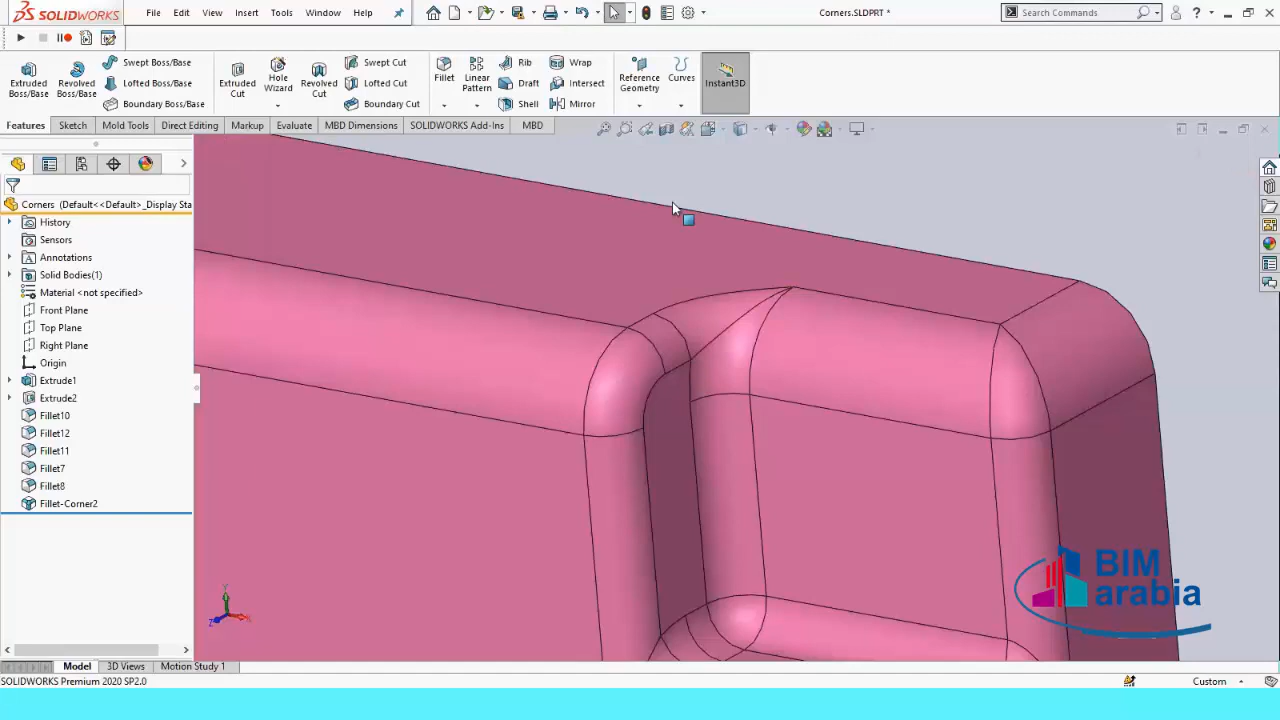 SOLIDWORKS File Edit View Insert Tools Window Help Corners.SLDPRT * Search Commands
Extruded Boss/Base
Revolved Boss/Base
Swept Boss/Base
Lofted Boss/Base
Boundary Boss/Base
Extruded Cut
Hole Wizard
Revolved Cut
Swept Cut
Lofted Cut
Boundary Cut
Fillet
Linear Pattern
Rib
Draft
Shell
Wrap
Intersect
Mirror
Reference Geometry
Curves
Instant3D
Features Sketch Mold Tools Direct Editing Markup Evaluate MBD Dimensions SOLIDWORKS Add-Ins MBD
Corners (Default<<Default>_Display Sta
History
Sensors
Annotations
Solid Bodies(1)
Material <not specified>
Front Plane
Top Plane
Right Plane
Origin
Extrude1
Extrude2
Fillet10
Fillet12
Fillet11
Fillet7
Fillet8
Fillet-Corner2
Y
X
Z
BIM
arabia
Model 3D Views Motion Study 1
SOLIDWORKS Premium 2020 SP2.0 Custom